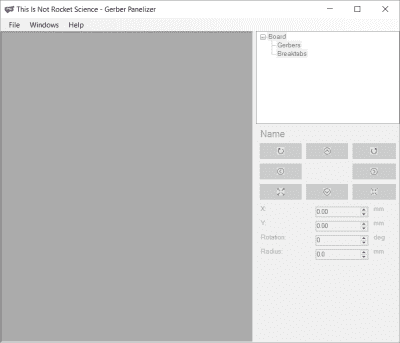 This Is Not Rocket Science - Gerber Panelizer
File Windows Help
Board
Gerbers
Breaktabs
Name
X 0.00 mm
Y 0.00 mm
Rotation 0 deg
Radius 0.0 mm